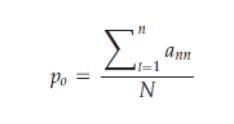 p_o = \frac{\sum_{i=1}^{n} a_{nn}}{N}